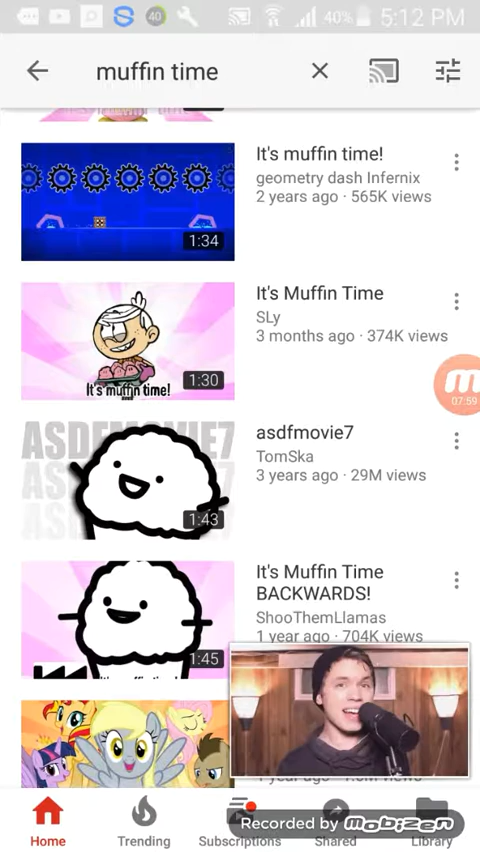 40
40%
5:12 PM
muffin time
It's muffin time!
geometry dash Infernix
2 years ago · 565K views
1:34
It's Muffin Time
SLy
3 months ago · 374K views
It's muffin time!
1:30
ASDFMOVIE7
asdfmovie7
TomSka
3 years ago · 29M views
1:43
07:59
It's Muffin Time
BACKWARDS!
ShooThemLlamas
1 year ago · 704K views
1:45
Home
Trending
Subscriptions
Shared
Library
Recorded by mobizen